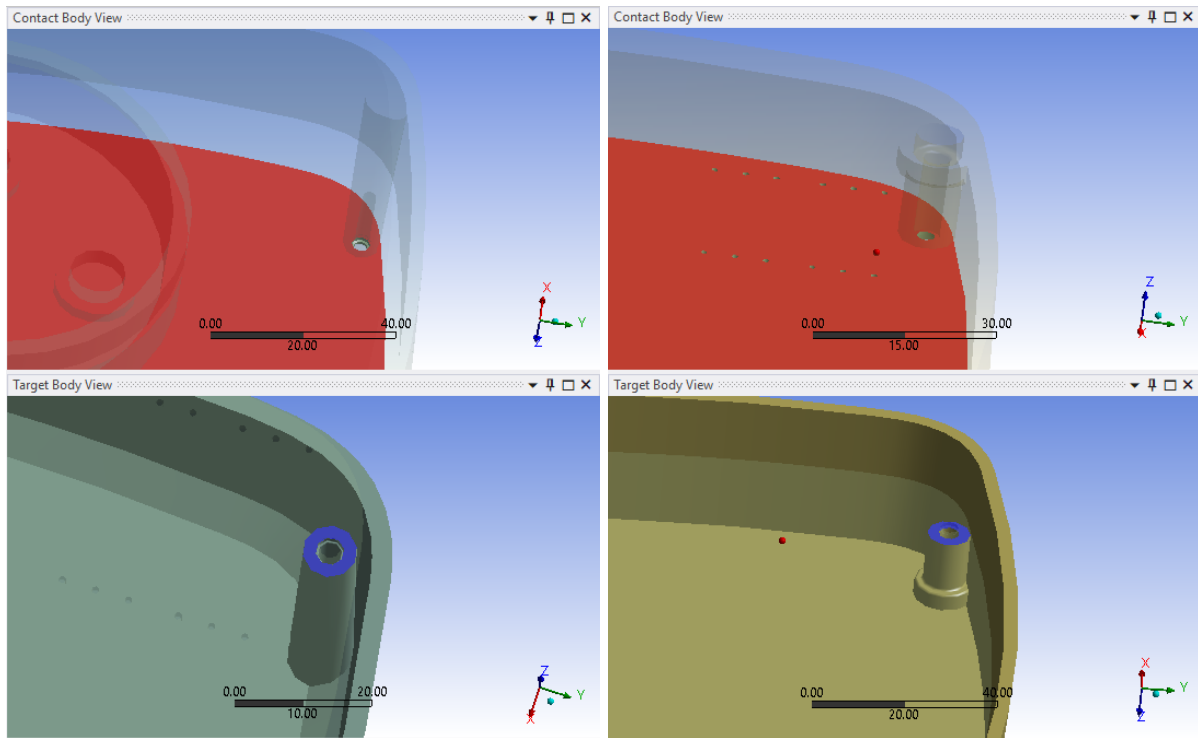 Contact Body View
X
Y
Z
0.00
40.00
20.00
Contact Body View
Z
Y
X
0.00
30.00
15.00
Target Body View
Z
Y
X
0.00
20.00
10.00
Target Body View
X
Y
Z
0.00
40.00
20.00